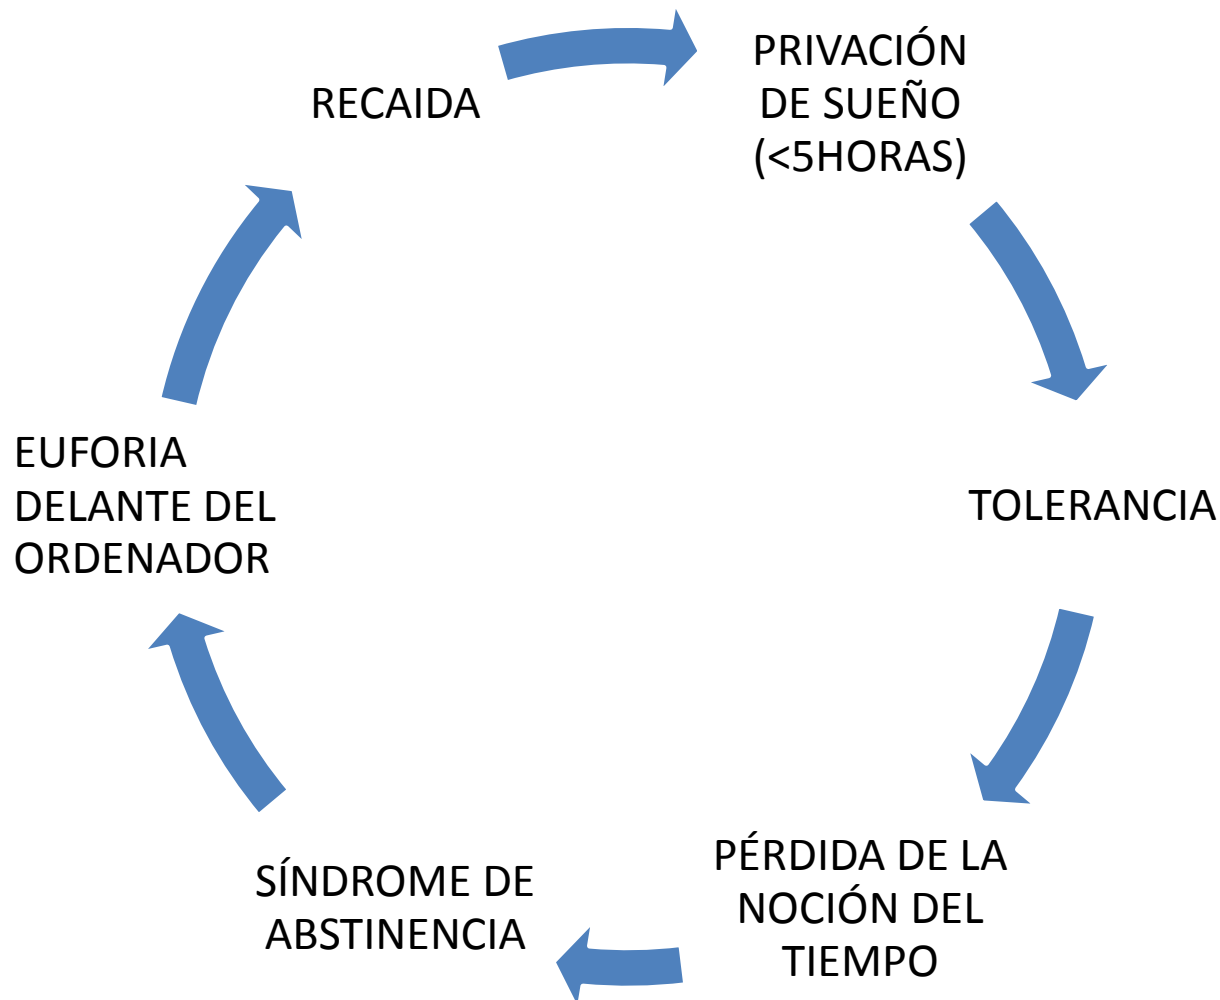 PRIVACIÓN
DE SUEÑO
(<5HORAS)
TOLERANCIA
PÉRDIDA DE LA
NOCIÓN DEL
TIEMPO
SÍNDROME DE
ABSTINENCIA
EUFORIA
DELANTE DEL
ORDENADOR
RECAIDA